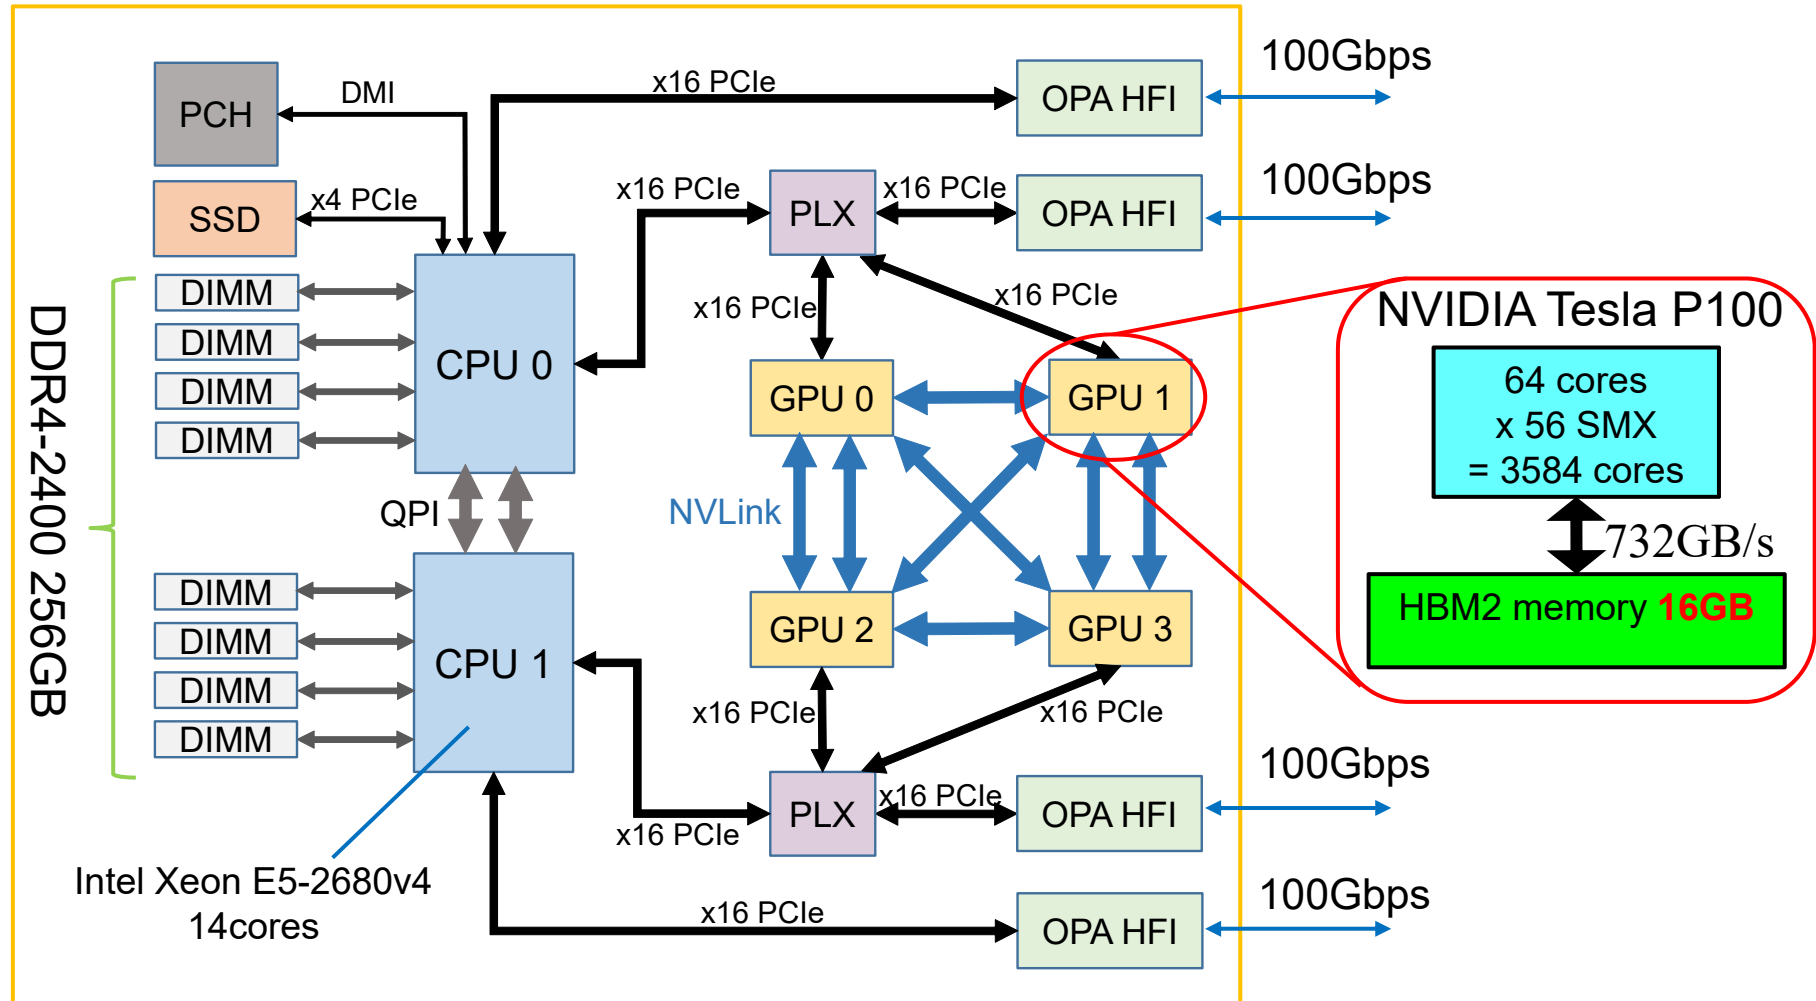 100Gbps
x16 PCIe
OPA HFI
PCH
DMI
100Gbps
x16 PCIe
PLX
x16 PCIe
OPA HFI
SSD
x4 PCIe
DIMM
DIMM
DIMM
DIMM
DDR4-2400 256GB
CPU 0
x16 PCIe
x16 PCIe
GPU 0
GPU 1
NVIDIA Tesla P100
64 cores
x 56 SMX
= 3584 cores
732GB/s
HBM2 memory 16GB
QPI
NVLink
DIMM
DIMM
DIMM
DIMM
CPU 1
GPU 2
GPU 3
x16 PCIe
x16 PCIe
x16 PCIe
PLX
x16 PCIe
OPA HFI
100Gbps
Intel Xeon E5-2680v4
14cores
x16 PCIe
OPA HFI
100Gbps